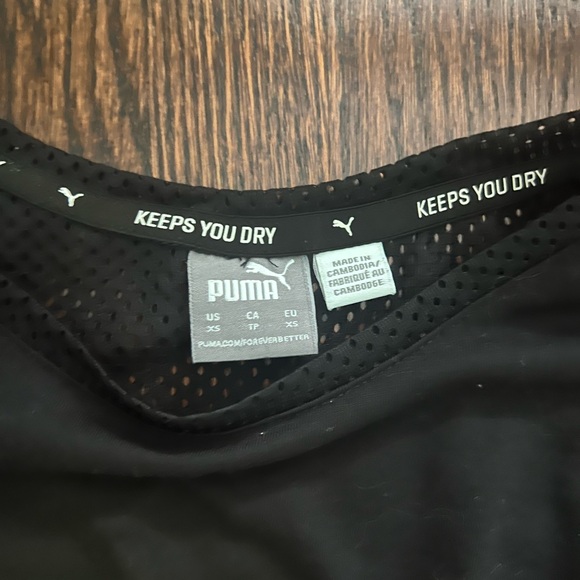 KEEPS YOU DRY
KEEPS YOU DRY
PUMA
US CA EU
XS TP XS
PUMA.COM/FOREVERBETTER
MADE IN
CAMBODIA/
FABRIQUÉ AU
CAMBODGE